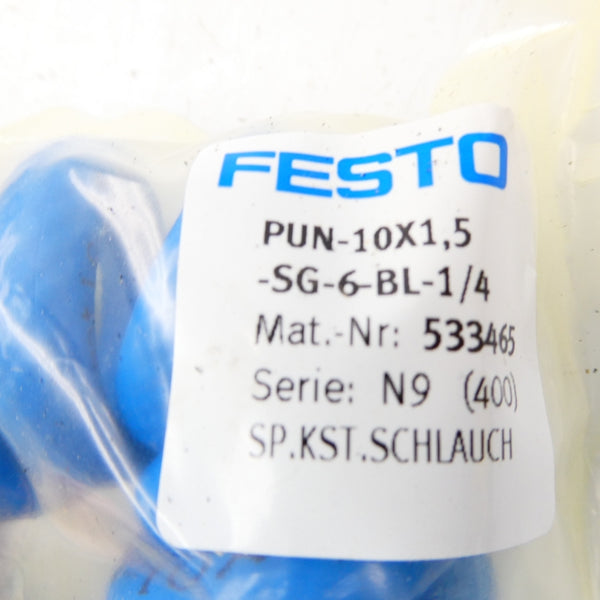 FESTO
PUN-10X1,5
-SG-6-BL-1/4
Mat.-Nr: 533465
Serie: N9 (400)
SP.KST.SCHLAUCH